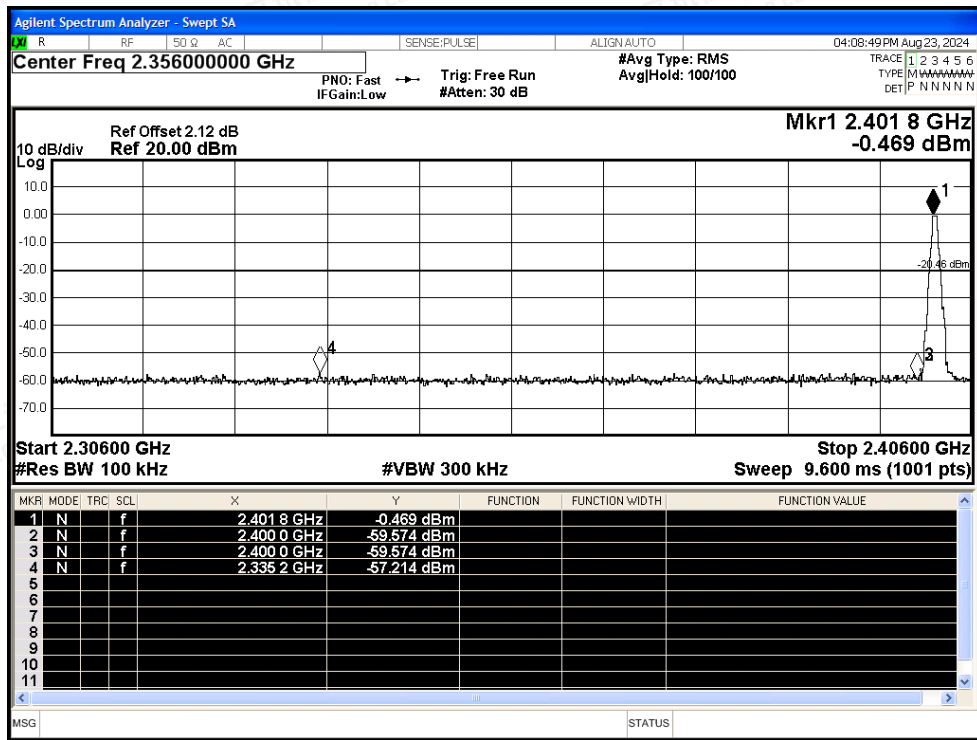 Agilent Spectrum Analyzer - Swept SA
LXI R RF 50 Ω AC SENSE:PULSE ALIGN AUTO 04:08:49 PM Aug 23, 2024
Center Freq 2.356000000 GHz
PNO: Fast
IFGain:Low
Trig: Free Run
#Atten: 30 dB
#Avg Type: RMS
Avg|Hold: 100/100
TRACE 1 2 3 4 5 6
TYPE M WWWWW
DET P N N N N N
Mkr1 2.401 8 GHz
-0.469 dBm
Ref Offset 2.12 dB
10 dB/div Ref 20.00 dBm
Log
10.0
1
0.00
-10.0
-20.0
-20.46 dBm
-30.0
-40.0
-50.0
4
3
-60.0
-70.0
Start 2.30600 GHz Stop 2.40600 GHz
#Res BW 100 kHz #VBW 300 kHz Sweep 9.600 ms (1001 pts)
MKR MODE TRC SCL X Y FUNCTION FUNCTION WIDTH FUNCTION VALUE
1 N f 2.401 8 GHz -0.469 dBm
2 N f 2.400 0 GHz -59.574 dBm
3 N f 2.400 0 GHz -59.574 dBm
4 N f 2.335 2 GHz -57.214 dBm
5
6
7
8
9
10
11
MSG STATUS